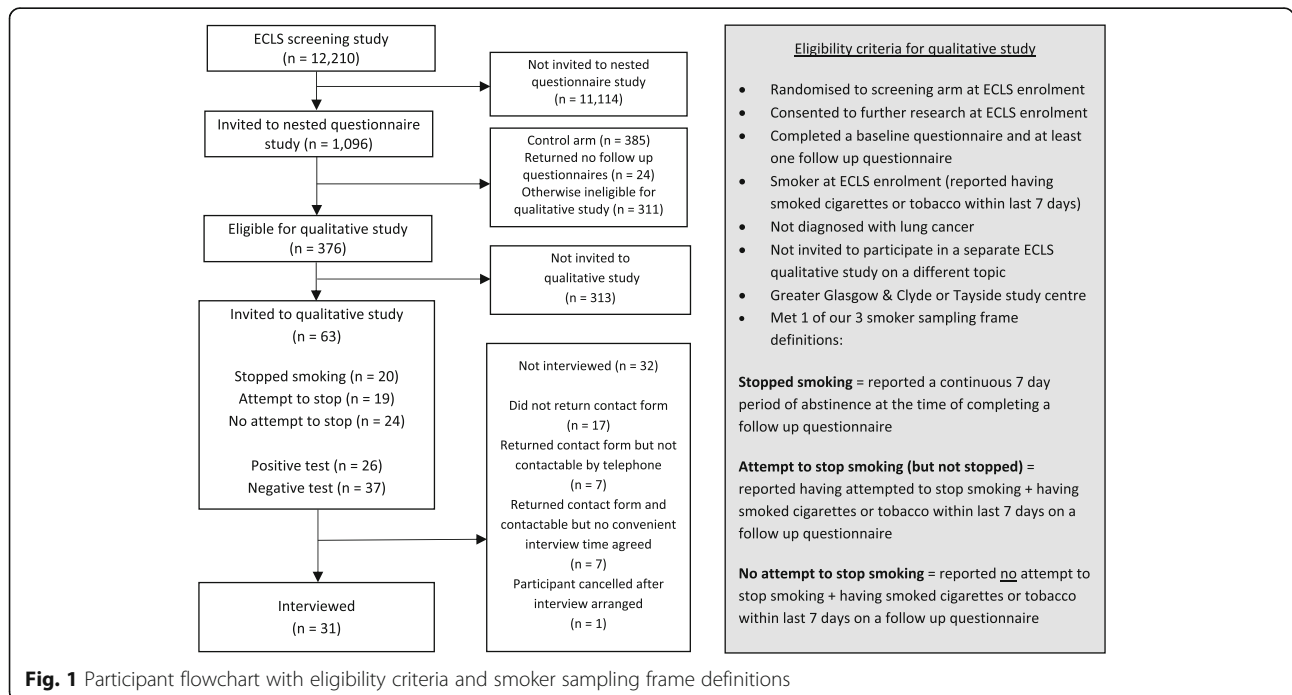 ECLS screening study
(n = 12,210)
Not invited to nested
questionnaire study
(n = 11,114)
Invited to nested questionnaire
study (n = 1,096)
Control arm (n = 385)
Returned no follow up
questionnaires (n = 24)
Otherwise ineligible for
qualitative study (n = 311)
Eligible for qualitative study
(n = 376)
Not invited to
qualitative study
(n = 313)
Invited to qualitative study
(n = 63)
Stopped smoking (n = 20)
Attempt to stop (n = 19)
No attempt to stop (n = 24)
Positive test (n = 26)
Negative test (n = 37)
Not interviewed (n = 32)
Did not return contact form
(n = 17)
Returned contact form but not
contactable by telephone
(n = 7)
Returned contact form and
contactable but no convenient
interview time agreed
(n = 7)
Participant cancelled after
interview arranged
(n = 1)
Interviewed
(n = 31)
Eligibility criteria for qualitative study
• Randomised to screening arm at ECLS enrolment
• Consented to further research at ECLS enrolment
• Completed a baseline questionnaire and at least
one follow up questionnaire
• Smoker at ECLS enrolment (reported having
smoked cigarettes or tobacco within last 7 days)
• Not diagnosed with lung cancer
• Not invited to participate in a separate ECLS
qualitative study on a different topic
• Greater Glasgow & Clyde or Tayside study centre
• Met 1 of our 3 smoker sampling frame
definitions:
Stopped smoking = reported a continuous 7 day
period of abstinence at the time of completing a
follow up questionnaire
Attempt to stop smoking (but not stopped) =
reported having attempted to stop smoking + having
smoked cigarettes or tobacco within last 7 days on a
follow up questionnaire
No attempt to stop smoking = reported no attempt to
stop smoking + having smoked cigarettes or tobacco
within last 7 days on a follow up questionnaire
Fig. 1 Participant flowchart with eligibility criteria and smoker sampling frame definitions